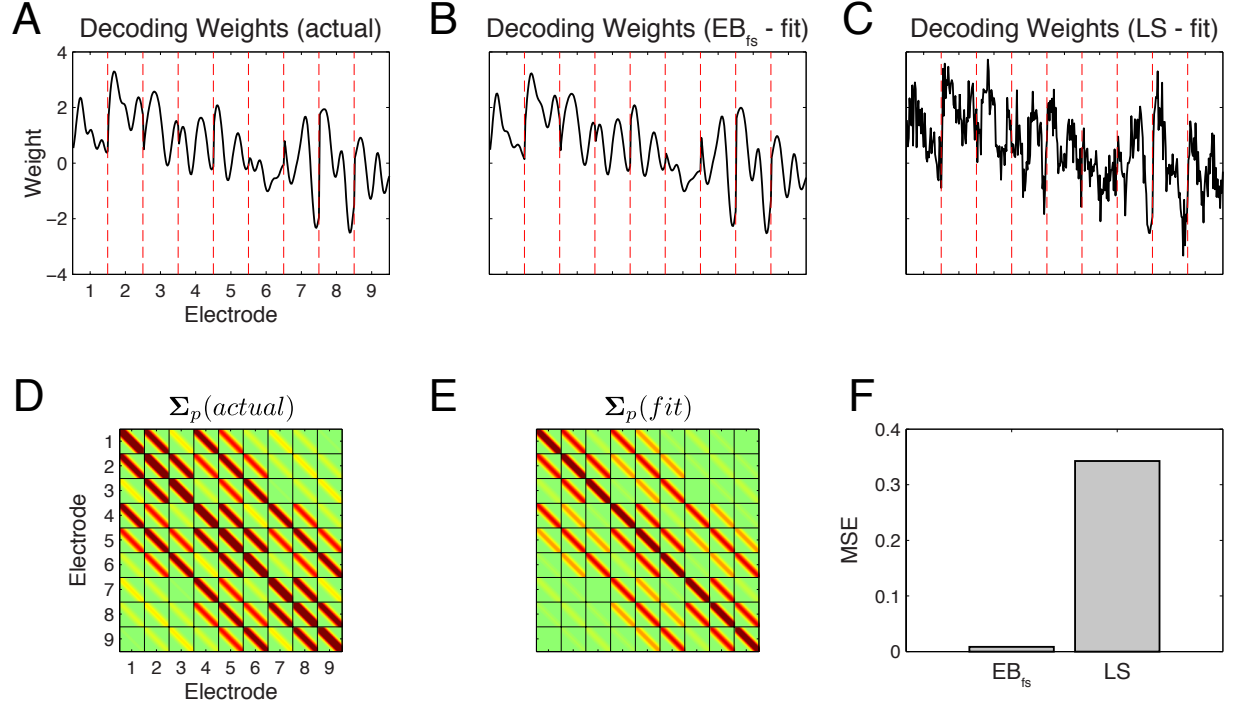 A
Decoding Weights (actual)
4
2
0
−2
−4
Weight
1 2 3 4 5 6 7 8 9
Electrode
B
Decoding Weights (EBfs - fit)
C
Decoding Weights (LS - fit)
D
Σp(actual)
1
2
3
4
5
6
7
8
9
Electrode
1 2 3 4 5 6 7 8 9
Electrode
E
Σp(fit)
F
0.4
0.3
0.2
0.1
0
MSE
EBfs LS